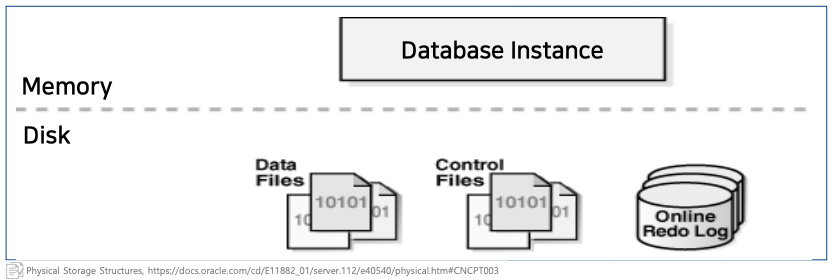 Database Instance
Memory
Disk
Data
Files
10101
10
01
Control
Files
10101
10
01
Online
Redo Log
Physical Storage Structures, https://docs.oracle.com/cd/E11882_01/server.112/e40540/physical.htm#CNCPT003